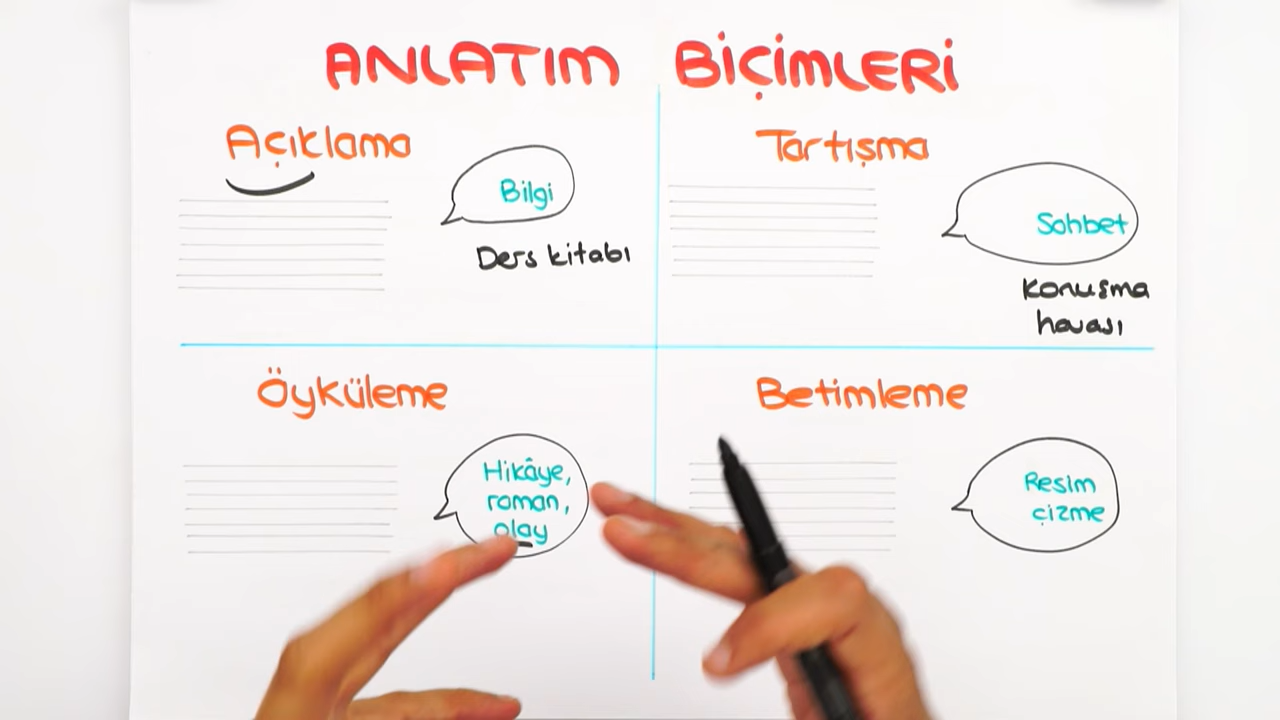 ANLATIM BİÇİMLERİ
Açıklama
Bilgi
Ders kitabı
Tartışma
Sohbet
Konuşma
havası
Öyküleme
Hikâye,
roman,
olay
Betimleme
Resim
çizme